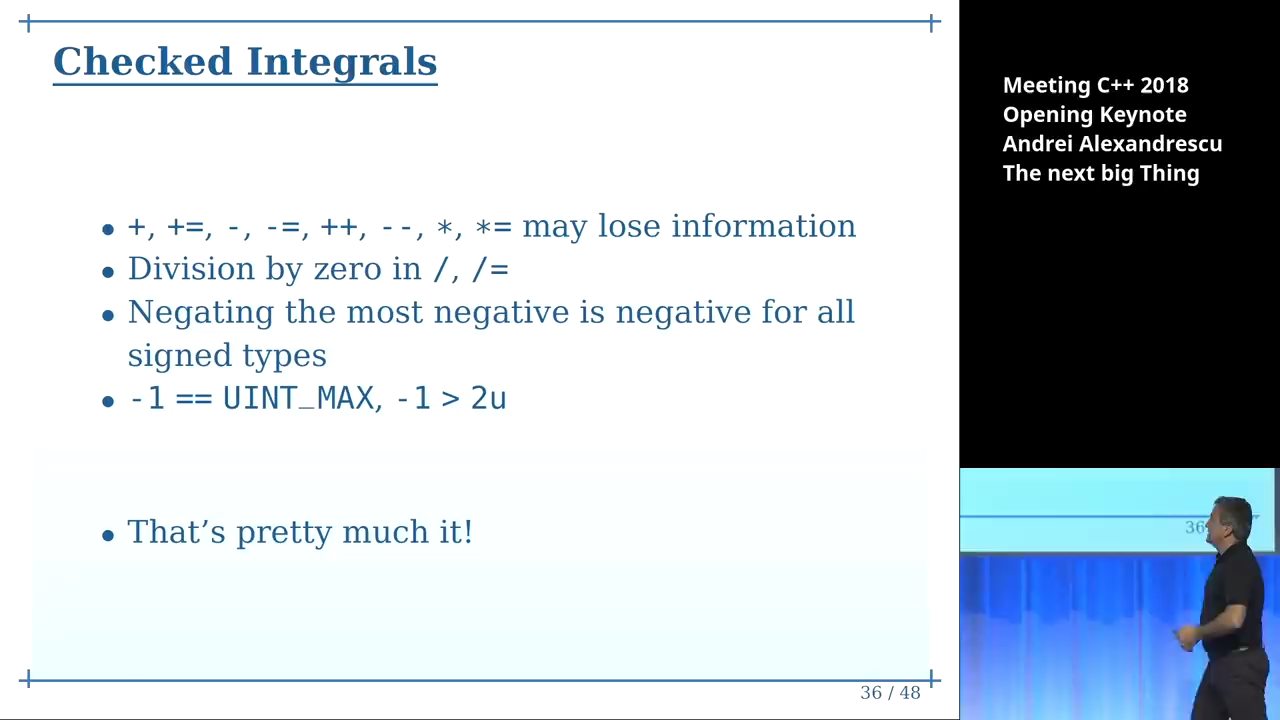 Checked Integrals
• +, +=, -, -=, ++, --, *, *= may lose information
• Division by zero in /, /=
• Negating the most negative is negative for all
signed types
• -1 == UINT_MAX, -1 > 2u
• That’s pretty much it!
36 / 48
Meeting C++ 2018
Opening Keynote
Andrei Alexandrescu
The next big Thing
36